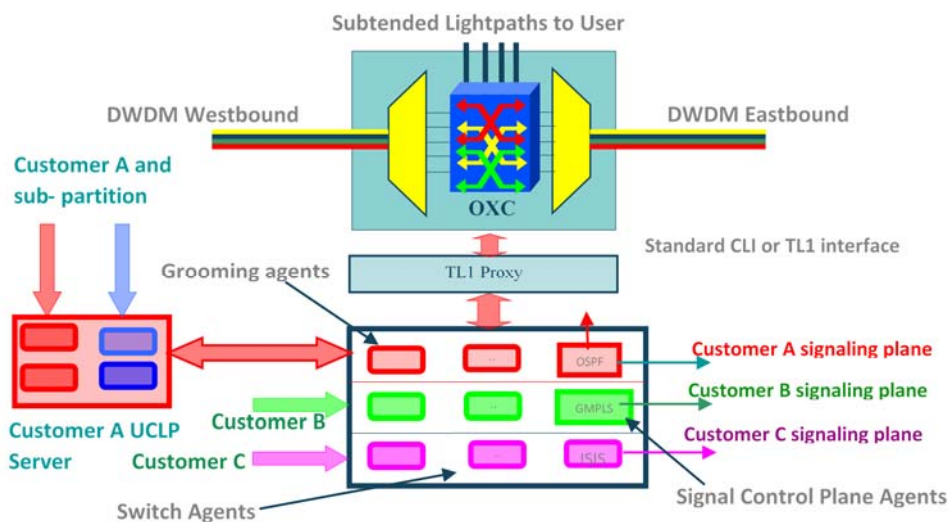 Subtended Lightpaths to User
DWDM Westbound
DWDM Eastbound
OXC
Customer A and
sub- partition
Standard CLI or TL1 interface
Grooming agents
TL1 Proxy
OSPF
Customer A signaling plane
Customer B signaling plane
GMPLS
Customer B
Customer A UCLP
Server
Customer C
ISIS
Customer C signaling plane
Switch Agents
Signal Control Plane Agents